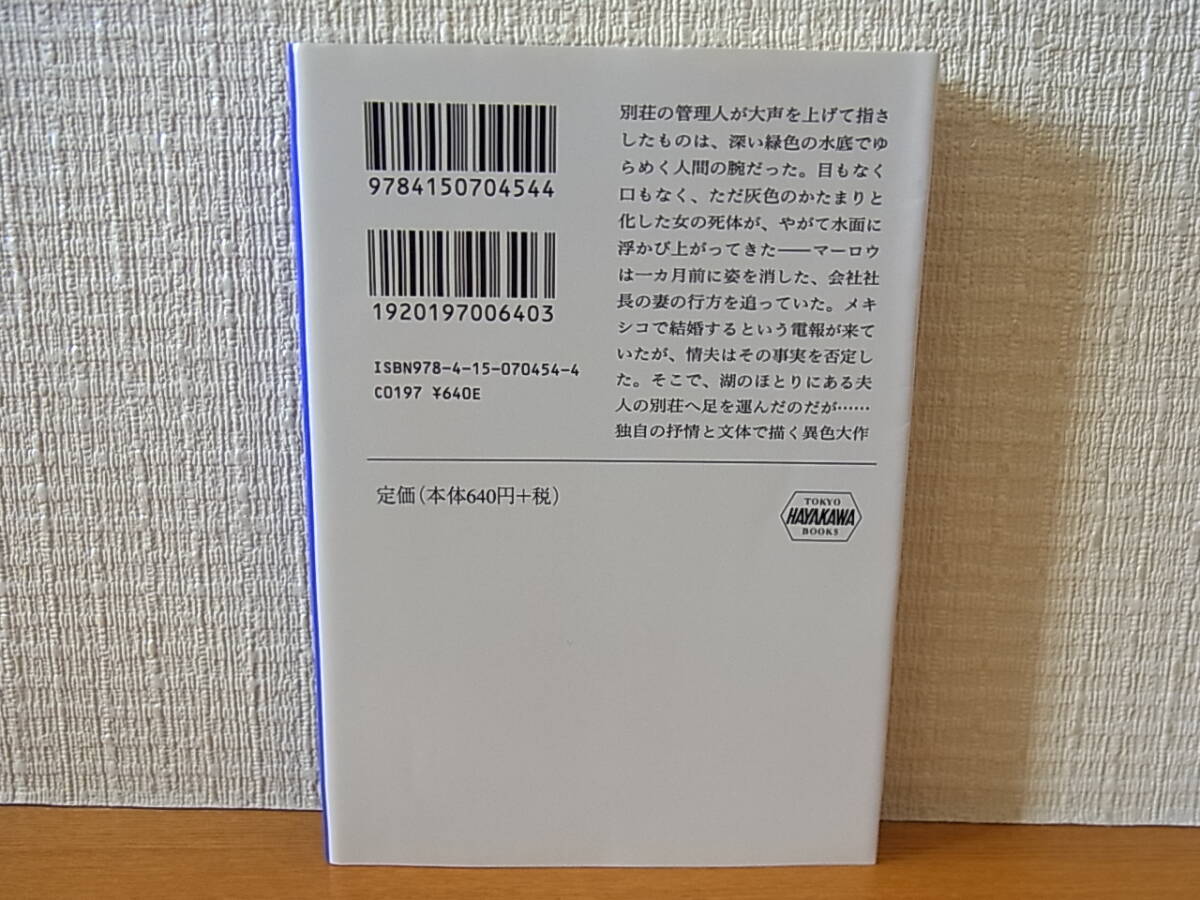 9784150704544
1920197006403
ISBN978-4-15-070454-4
C0197 ¥640E
別荘の管理人が大声を上げて指さ
したものは、深い緑色の水底でゆ
らめく人間の腕だった。目もなく
口もなく、ただ灰色のかたまりと
化した女の死体が、やがて水面に
浮かび上がってきた――マーロウ
は一カ月前に姿を消した、会社社
長の妻の行方を追っていた。メキ
シコで結婚するという電報が来て
いたが、情夫はその事実を否定し
た。そこで、湖のほとりにある夫
人の別荘へ足を運んだのだが……
独自の抒情と文体で描く異色大作
定価(本体640円+税)
TOKYO
HAYAKAWA
BOOKS